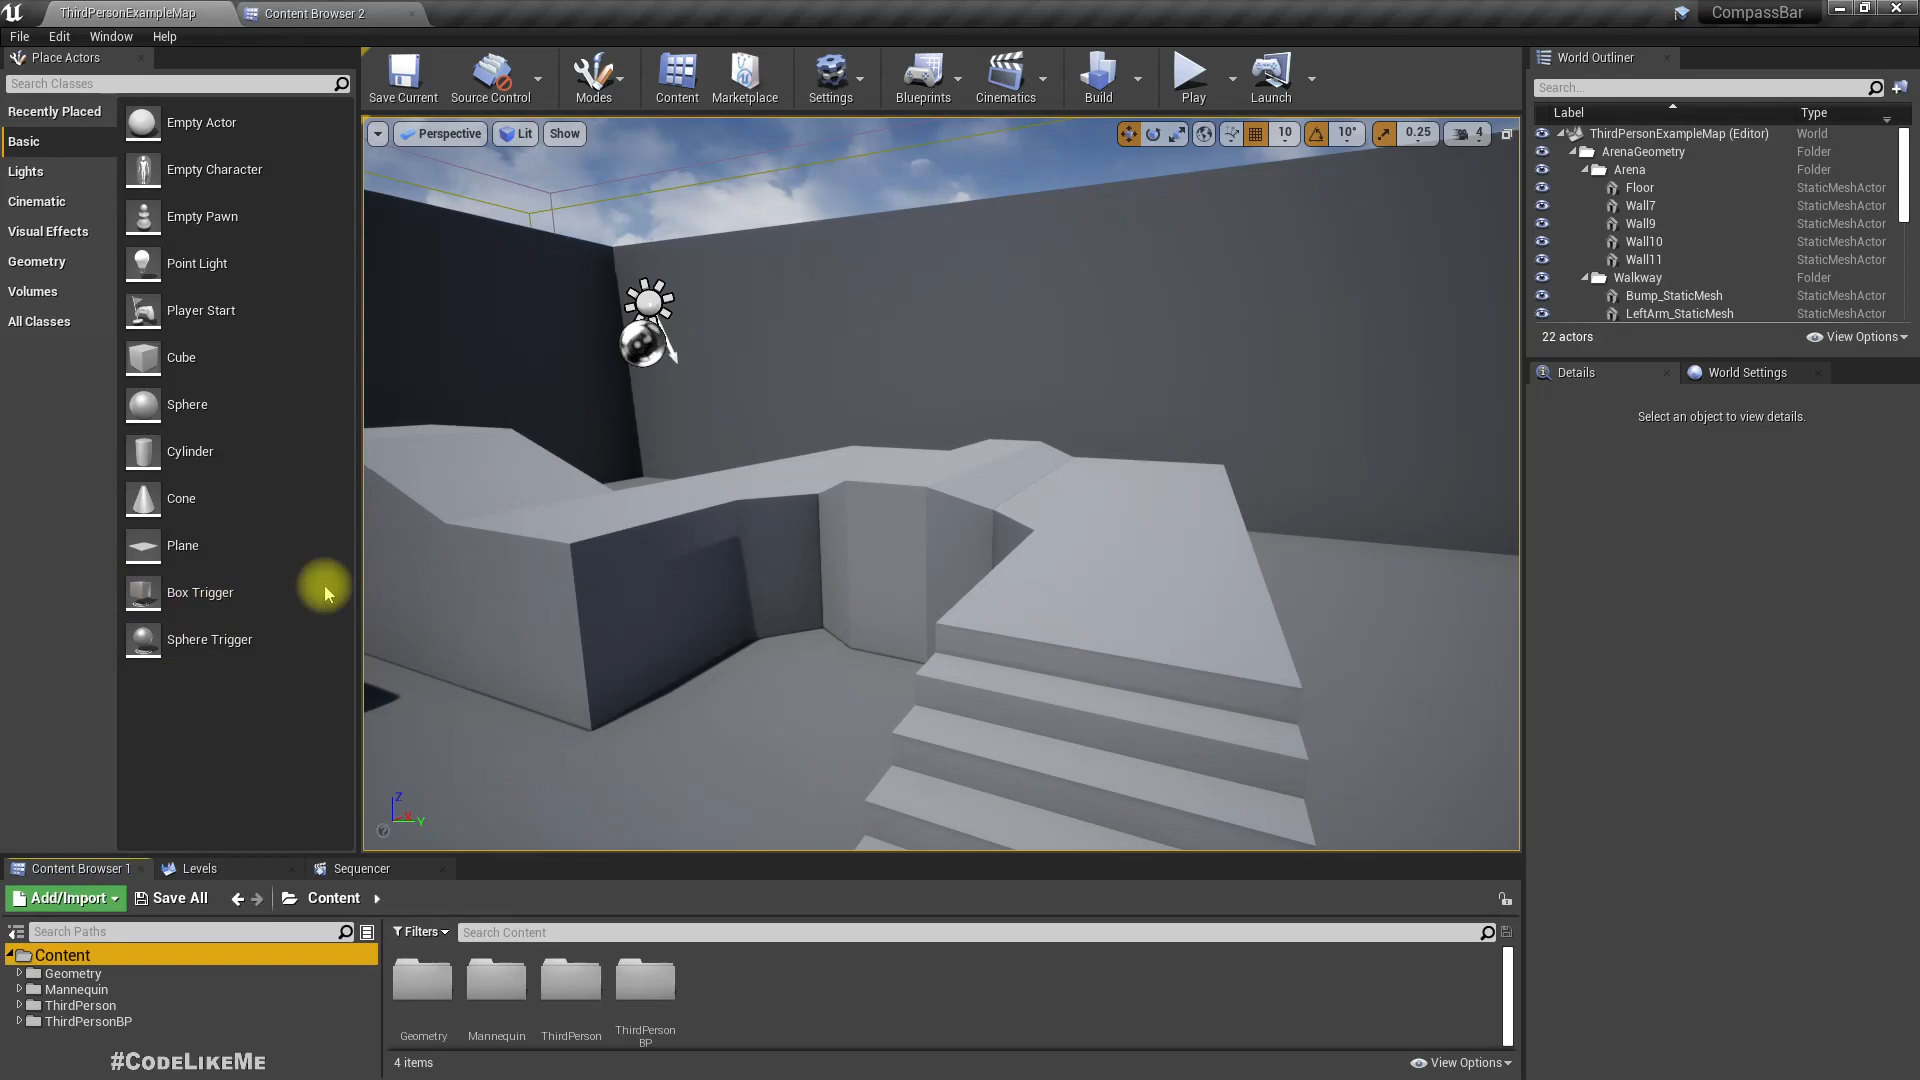 ThirdPersonExampleMap
Content Browser 2
CompassBar
File Edit Window Help
Place Actors
Search Classes
Recently Placed
Basic
Lights
Cinematic
Visual Effects
Geometry
Volumes
All Classes
Empty Actor
Empty Character
Empty Pawn
Point Light
Player Start
Cube
Sphere
Cylinder
Cone
Plane
Box Trigger
Sphere Trigger
Save Current
Source Control
Modes
Content
Marketplace
Settings
Blueprints
Cinematics
Build
Play
Launch
Perspective
Lit
Show
10
10°
0.25
4
Z
X
Y
World Outliner
Search...
Label Type
ThirdPersonExampleMap (Editor) World
ArenaGeometry Folder
Arena Folder
Floor StaticMeshActor
Wall7 StaticMeshActor
Wall9 StaticMeshActor
Wall10 StaticMeshActor
Wall11 StaticMeshActor
Walkway Folder
Bump_StaticMesh StaticMeshActor
LeftArm_StaticMesh StaticMeshActor
22 actors
View Options
Details
World Settings
Select an object to view details.
Content Browser 1
Levels
Sequencer
Add/Import
Save All
Content
Search Paths
Content
Geometry
Mannequin
ThirdPerson
ThirdPersonBP
Filters
Search Content
Geometry
Mannequin
ThirdPerson
ThirdPerson
BP
4 items
View Options
#CodeLikeMe